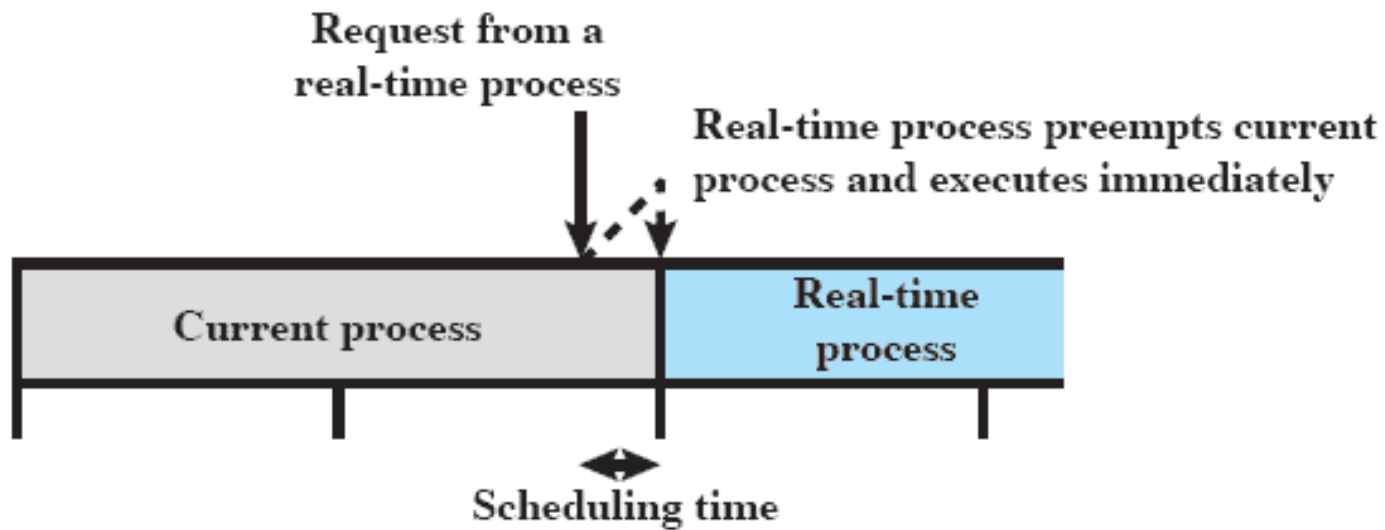 Request from a
real-time process
Real-time process preempts current
process and executes immediately
Current process
Real-time
process
Scheduling time